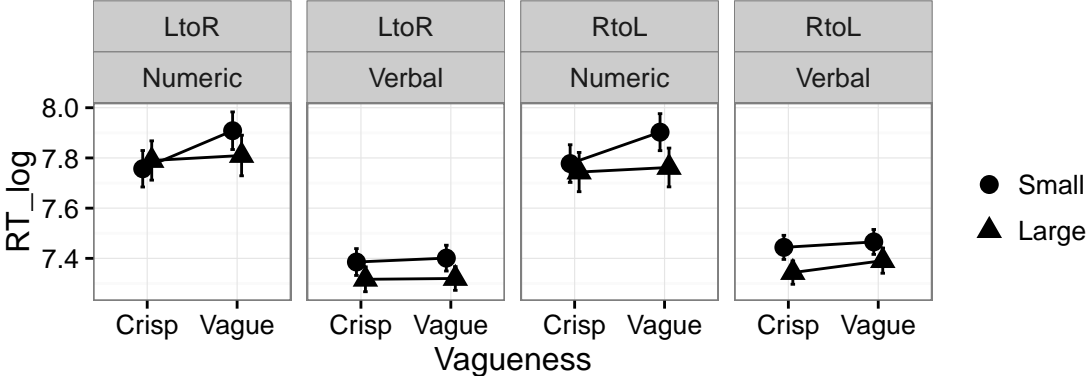 LtoR LtoR RtoL RtoL
Numeric Verbal Numeric Verbal
8.0
7.8
7.6
7.4
RT_log
Small
Large
Crisp Vague Crisp Vague Crisp Vague Crisp Vague
Vagueness